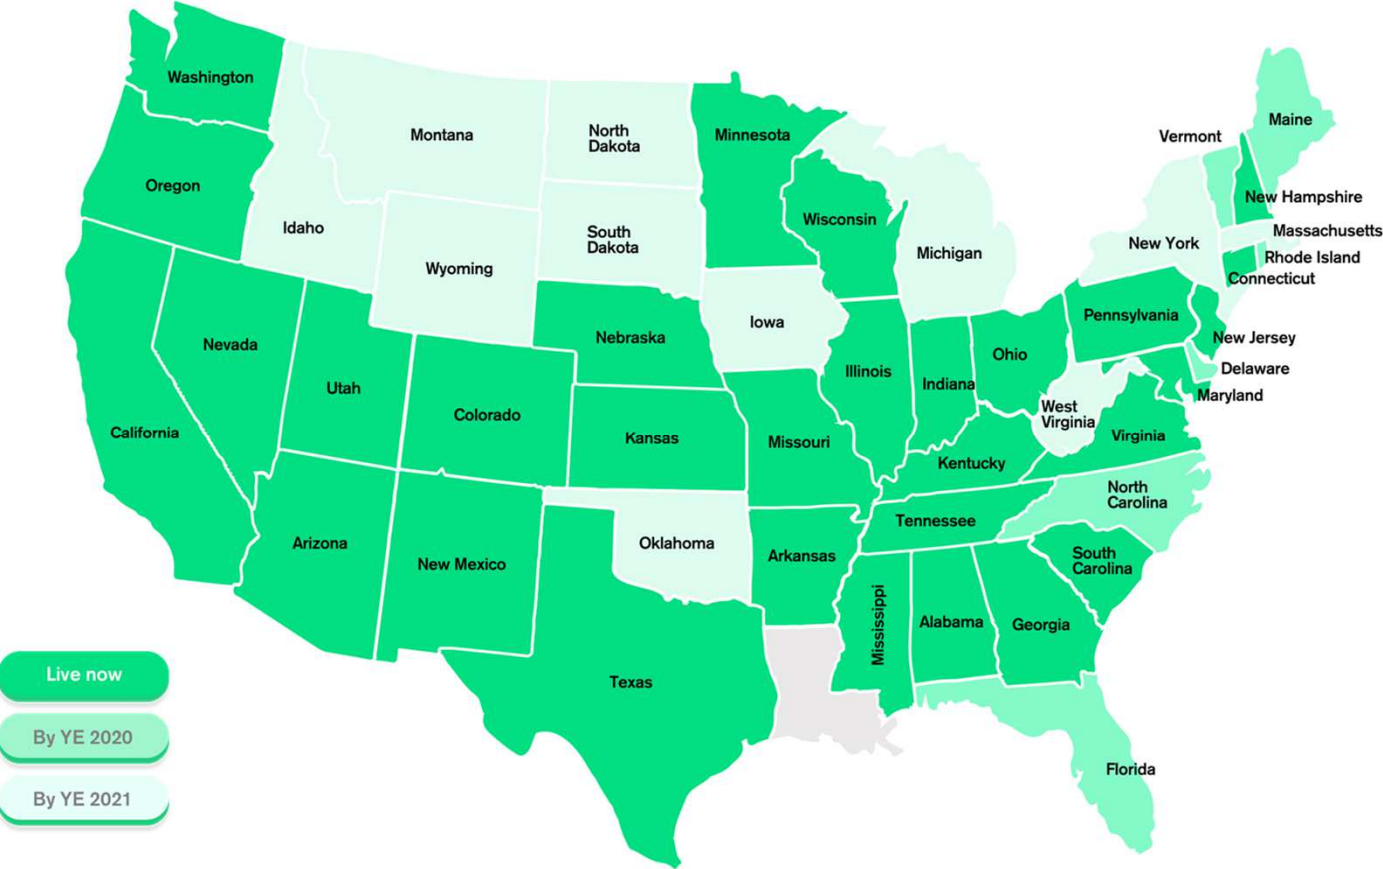 Washington
Montana
North
Dakota
Minnesota
Maine
Vermont
Oregon
New Hampshire
Idaho
South
Dakota
Wisconsin
Massachusetts
New York
Michigan
Rhode Island
Wyoming
Connecticut
Iowa
Pennsylvania
Nevada
Nebraska
New Jersey
Ohio
Delaware
Illinois
Utah
Indiana
Maryland
Colorado
West
Virginia
California
Kansas
Missouri
Virginia
Kentucky
North
Carolina
Tennessee
Arizona
Oklahoma
Arkansas
South
Carolina
New Mexico
Mississippi
Alabama
Georgia
Live now
Texas
By YE 2020
Florida
By YE 2021